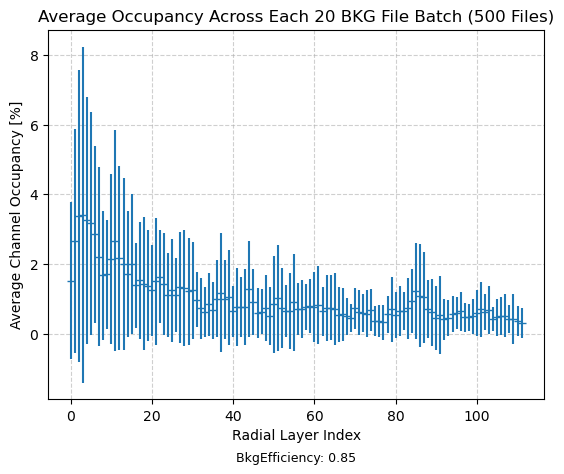 Average Occupancy Across Each 20 BKG File Batch (500 Files)
Average Channel Occupancy [%]
8
6
4
2
0
0 20 40 60 80 100
Radial Layer Index
BkgEfficiency: 0.85